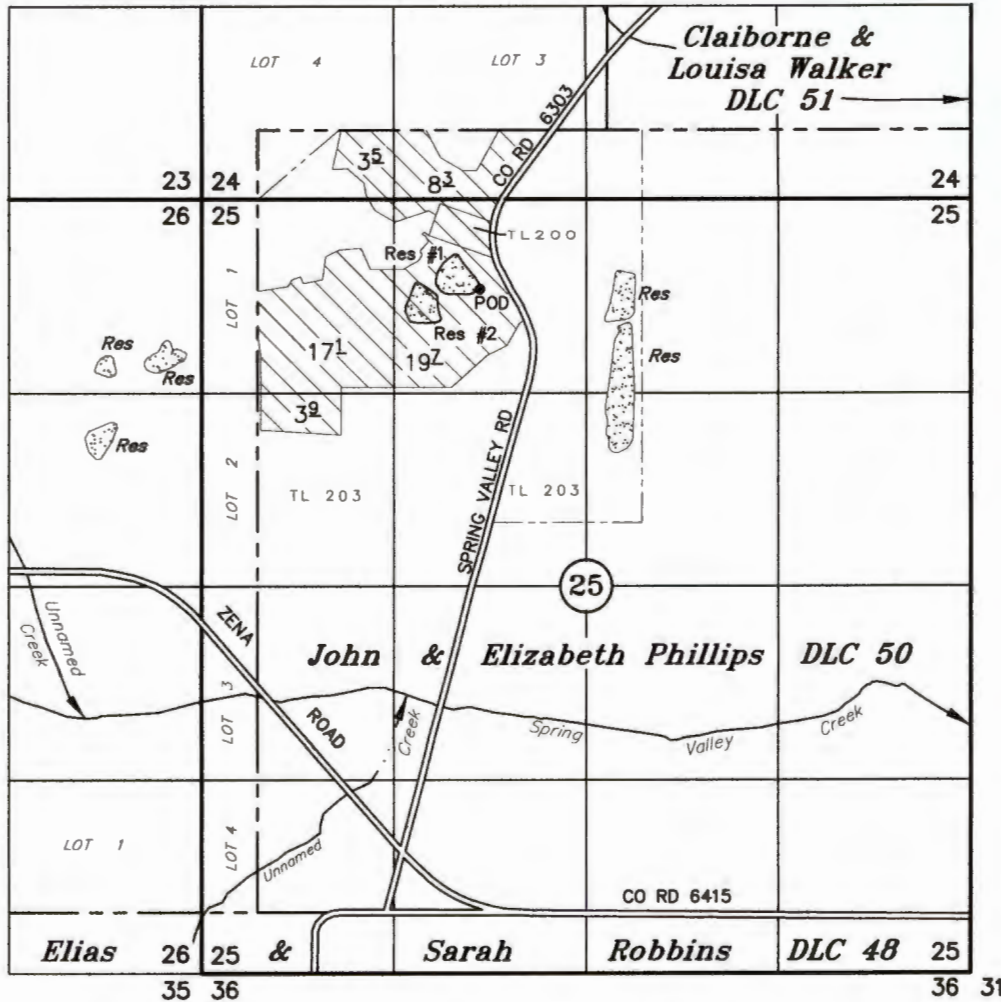 LOT 4
LOT 3
Claiborne &
Louisa Walker
DLC 51
CO RD 6303
3 5
8 3
23 24
24
26 25
25
TL200
Res #1
LOT 1
POD
Res
Res #2
Res
Res
Res
17 1
19 7
Res
3 9
Res
LOT 2
TL 203
TL 203
SPRING VALLEY RD
25
Unnamed
Creek
ZENA
ROAD
John & Elizabeth Phillips DLC 50
LOT 3
Creek
Spring
Valley
Creek
LOT 1
LOT 4
Unnamed
CO RD 6415
Elias 26 25 & Sarah Robbins DLC 48 25
35 36
36 31